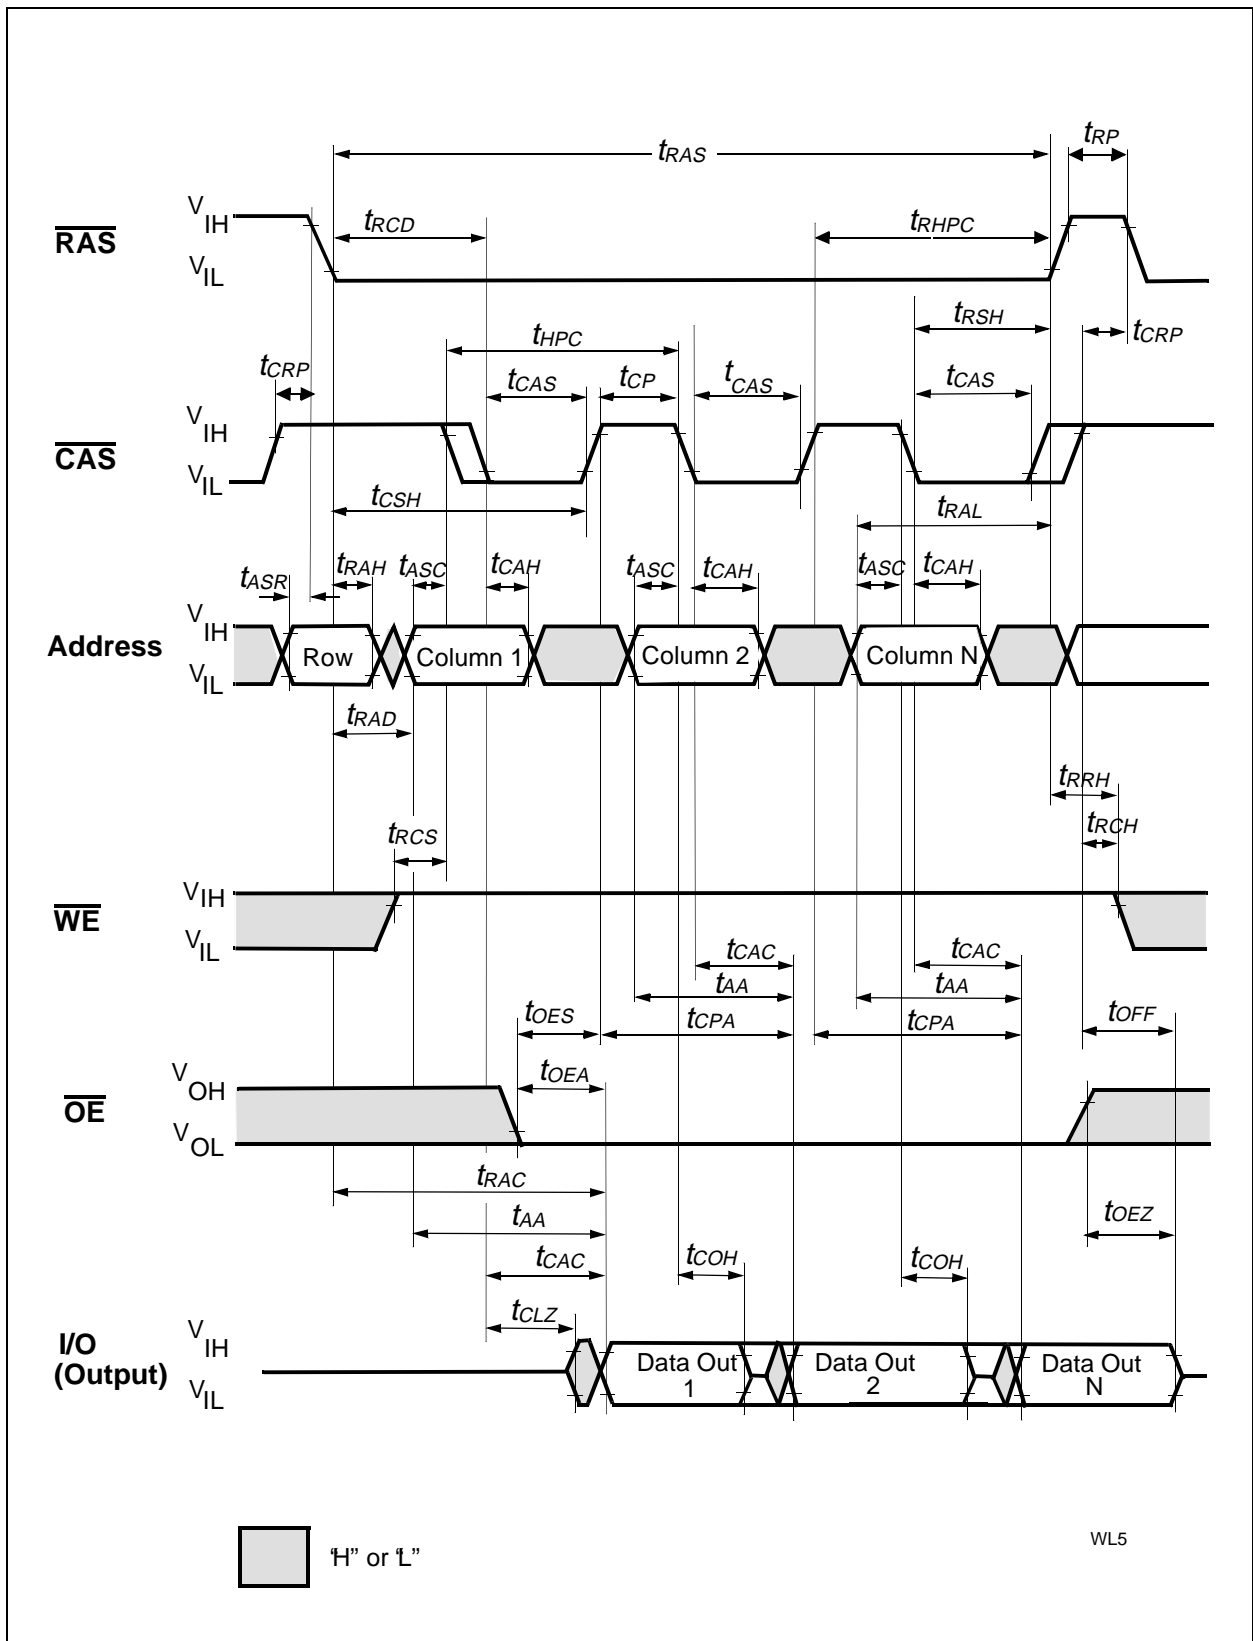 tRAS
tRP
VIH
RAS
VIL
tRCD
tRHPC
tHPC
tRSH
tCRP
tCRP
tCAS
tCP
tCAS
tCAS
VIH
CAS
VIL
tCSH
tRAL
tASR
tRAH
tASC
tCAH
tASC
tCAH
tASC
tCAH
VIH
Address
VIL
Row
Column 1
Column 2
Column N
tRAD
tRRH
tRCS
tRCH
VIH
WE
VIL
tCAC
tCAC
tAA
tAA
tOES
tCPA
tCPA
tOFF
tOEA
VOH
OE
VOL
tRAC
tAA
tOEZ
tCAC
tCOH
tCOH
tCLZ
VIH
I/O
(Output)
VIL
Data Out
1
Data Out
2
Data Out
N
"H" or "L"
WL5